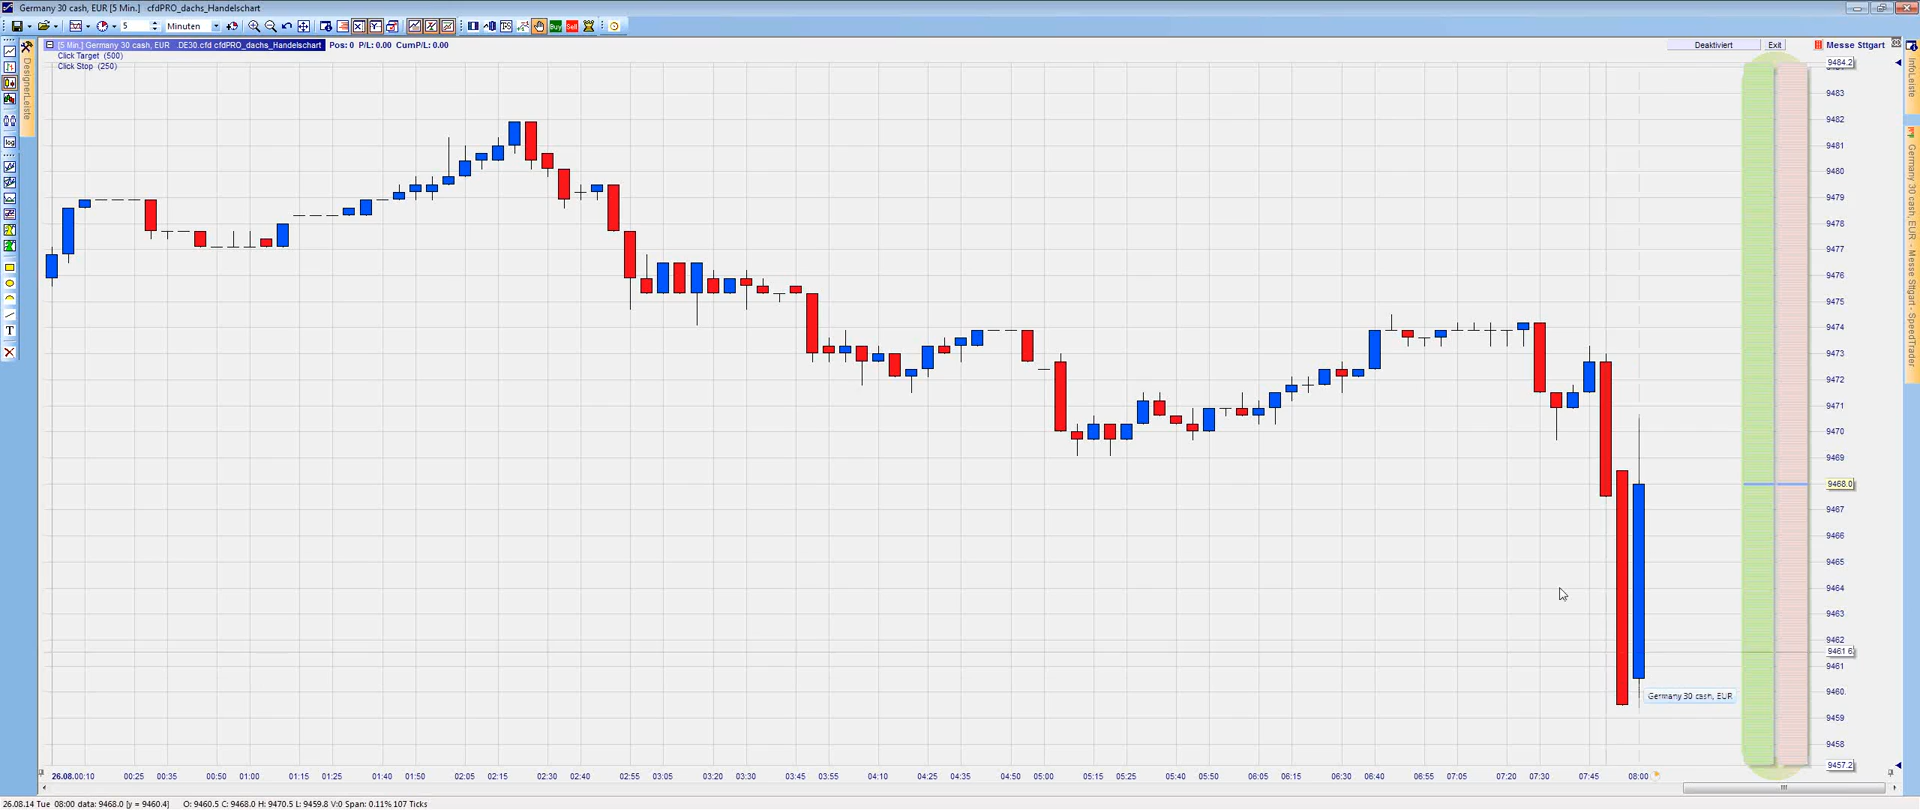 Germany 30 cash, EUR [5 Min.] cfdPRO_dachs_Handelschart
5 Minuten TPS Buy Sell
[5 Min.] Germany 30 cash, EUR .DE30.cfd cfdPRO_dachs_Handelschart Pos: 0 P/L: 0.00 CumP/L: 0.00
Deaktiviert Exit Messe Sttgart
Click Target (500)
Click Stop (250)
DesignerLeiste
log
T
InfoLeiste
Germany 30 cash, EUR - Messe Sttgart - SpeedTrader
9484.2
9483
9482
9481
9480
9479
9478
9477
9476
9475
9474
9473
9472
9471
9470
9469
9468.0
9467
9466
9465
9464
9463
9462
9461.6
9461
9460
9459
9458
9457.2
Germany 30 cash, EUR
26.08. 00:10 00:25 00:35 00:50 01:00 01:15 01:25 01:40 01:50 02:05 02:15 02:30 02:40 02:55 03:05 03:20 03:30 03:45 03:55 04:10 04:25 04:35 04:50 05:00 05:15 05:25 05:40 05:50 06:05 06:15 06:30 06:40 06:55 07:05 07:20 07:30 07:45 08:00
26.08.14 Tue 08:00 data: 9468.0 [y = 9460.4] O: 9460.5 C: 9468.0 H: 9470.5 L: 9459.8 V:0 Span: 0.11% 107 Ticks